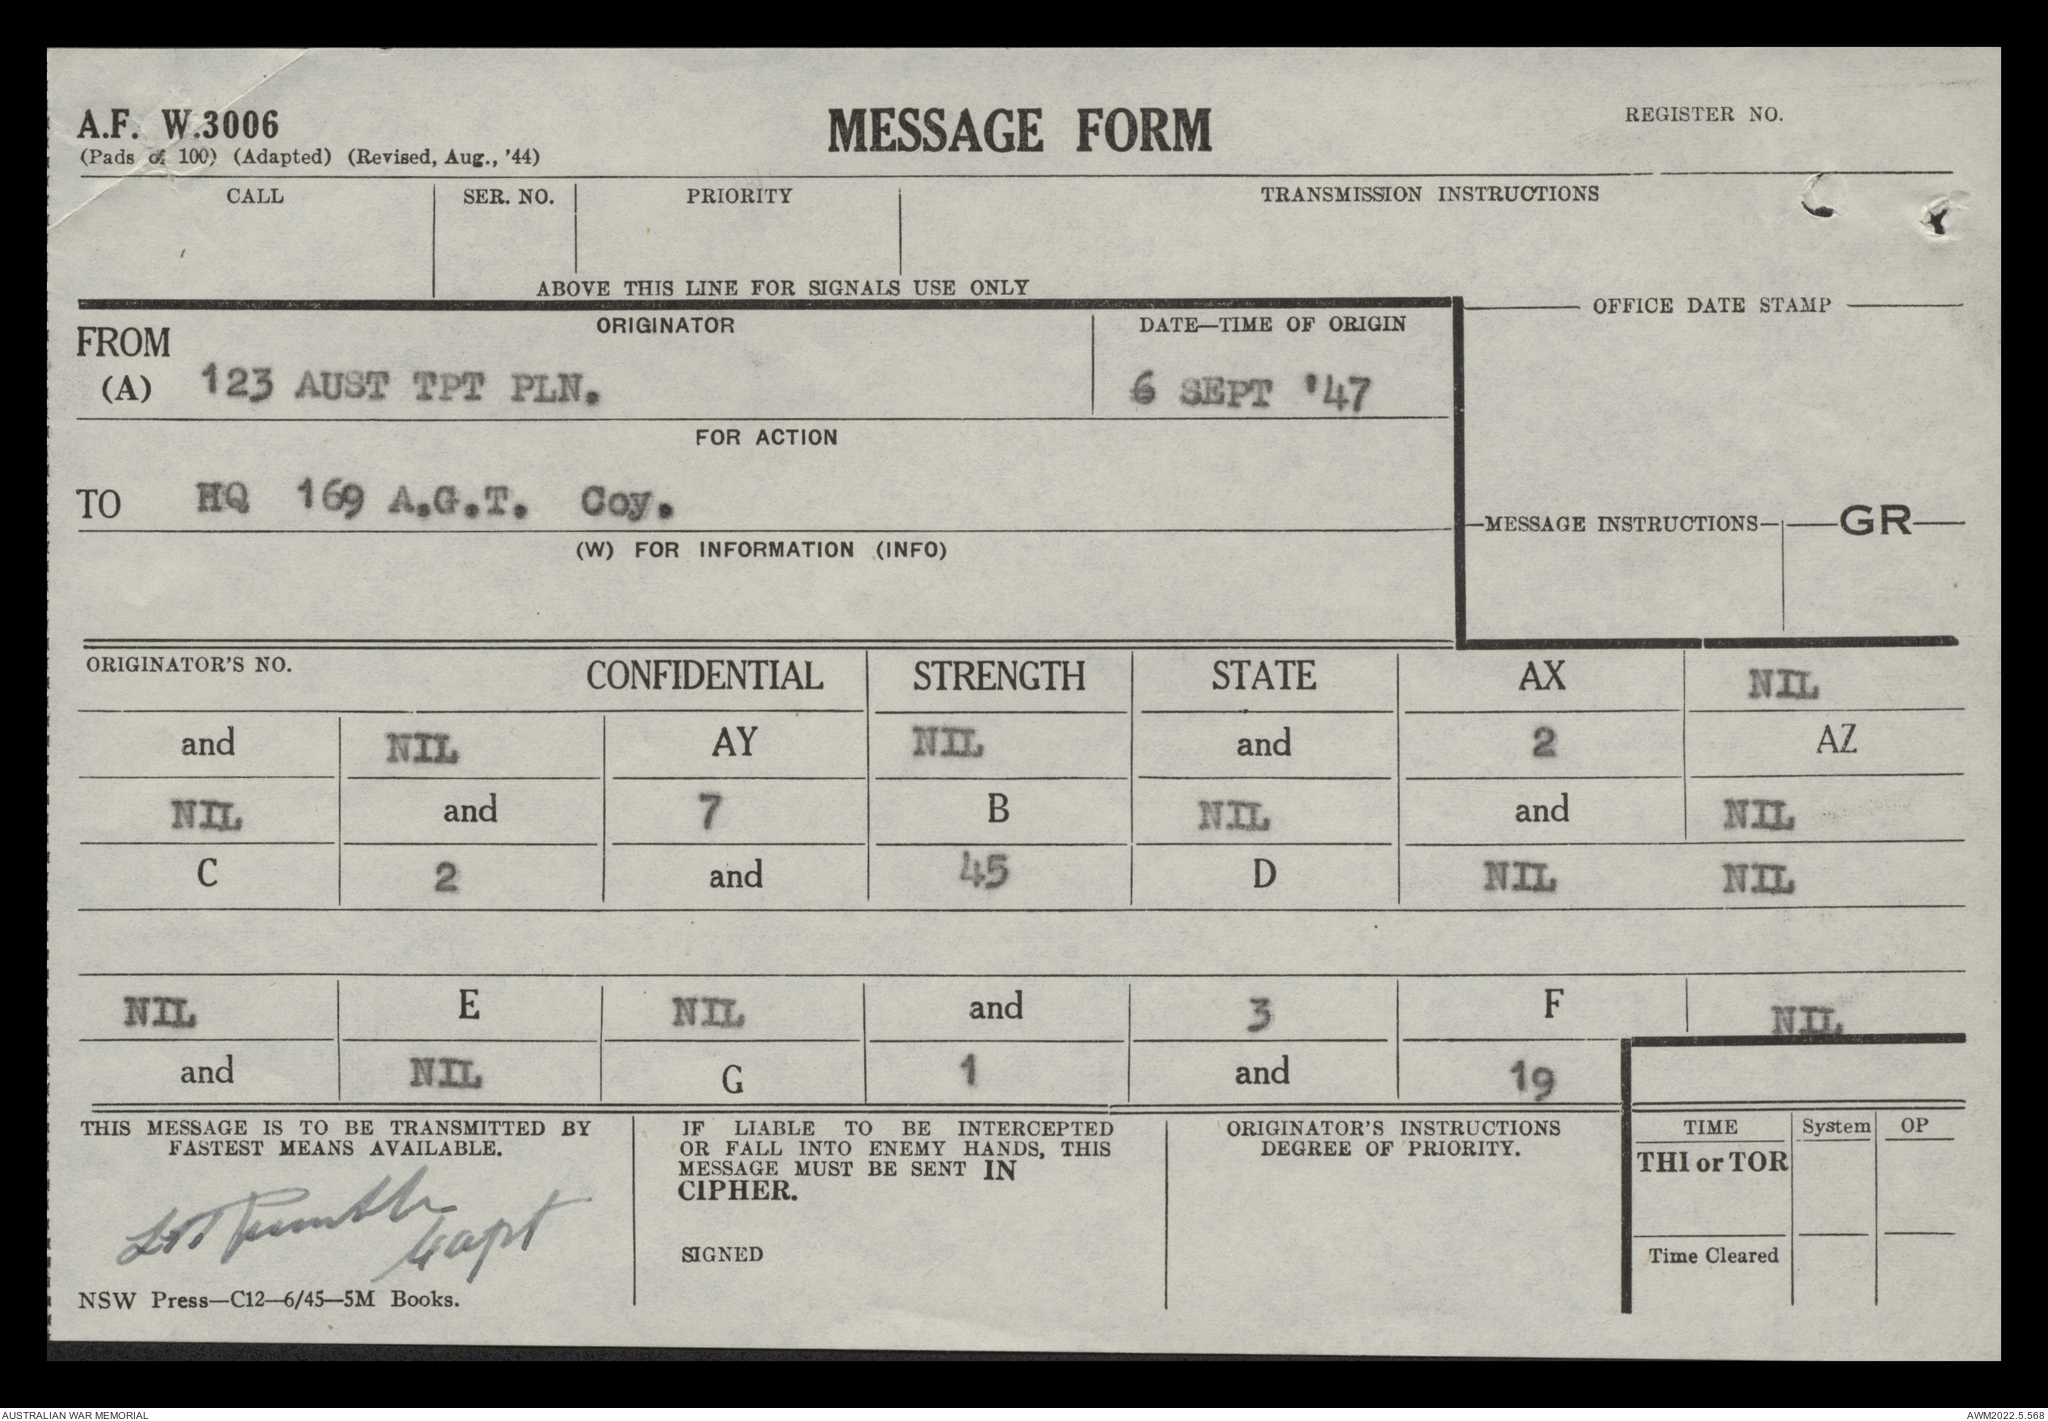 A.F. W.3006
MESSAGE FORM
REGISTER NO.
(Pads of 100) (Adapted) (Revised, Aug., '44)
CALL SER. NO. PRIORITY TRANSMISSION INSTRUCTIONS
ABOVE THIS LINE FOR SIGNALS USE ONLY
FROM ORIGINATOR DATE—TIME OF ORIGIN OFFICE DATE STAMP
(A) 123 AUST TPT PLN. 6 SEPT '47
FOR ACTION
TO HQ 169 A.G.T. Coy.
MESSAGE INSTRUCTIONS GR
(W) FOR INFORMATION (INFO)
ORIGINATOR'S NO. CONFIDENTIAL STRENGTH STATE AX NIL
and NIL AY NIL and 2 AZ
NIL and 7 B NIL and NIL
C 2 and 45 D NIL NIL
NIL E NIL and 3 F NIL
and NIL G 1 and 19
THIS MESSAGE IS TO BE TRANSMITTED BY
FASTEST MEANS AVAILABLE.
Capt
IF LIABLE TO BE INTERCEPTED
OR FALL INTO ENEMY HANDS, THIS
MESSAGE MUST BE SENT IN
CIPHER.
SIGNED
ORIGINATOR'S INSTRUCTIONS
DEGREE OF PRIORITY.
TIME System OP
THI or TOR
Time Cleared
NSW Press—C12—6/45—5M Books.
AUSTRALIAN WAR MEMORIAL
AWM2022.5.568